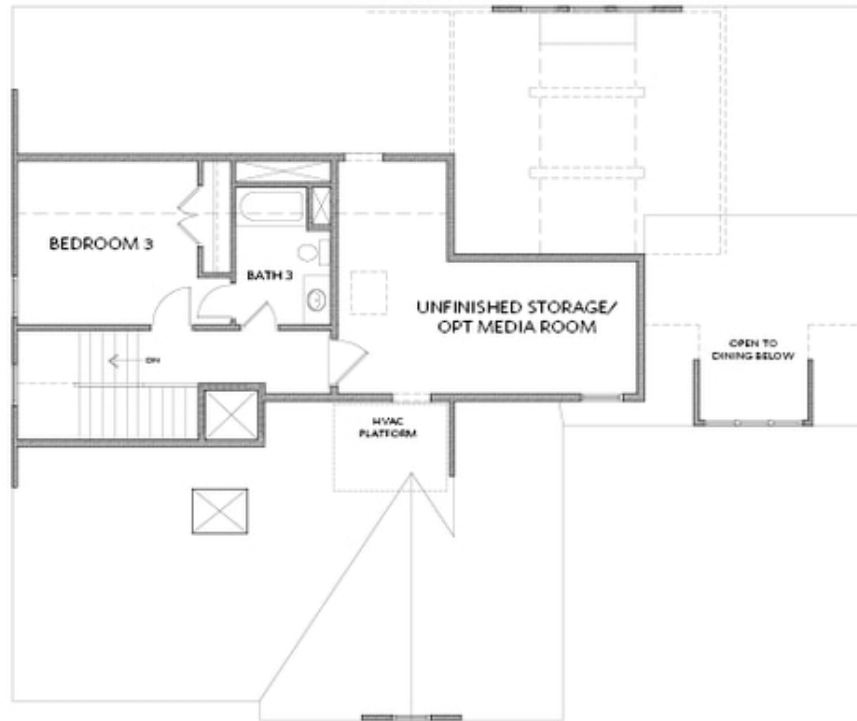 BEDROOM 3
BATH 3
UNFINISHED STORAGE/
OPT MEDIA ROOM
OPEN TO
DINING BELOW
DN
HVAC
PLATFORM